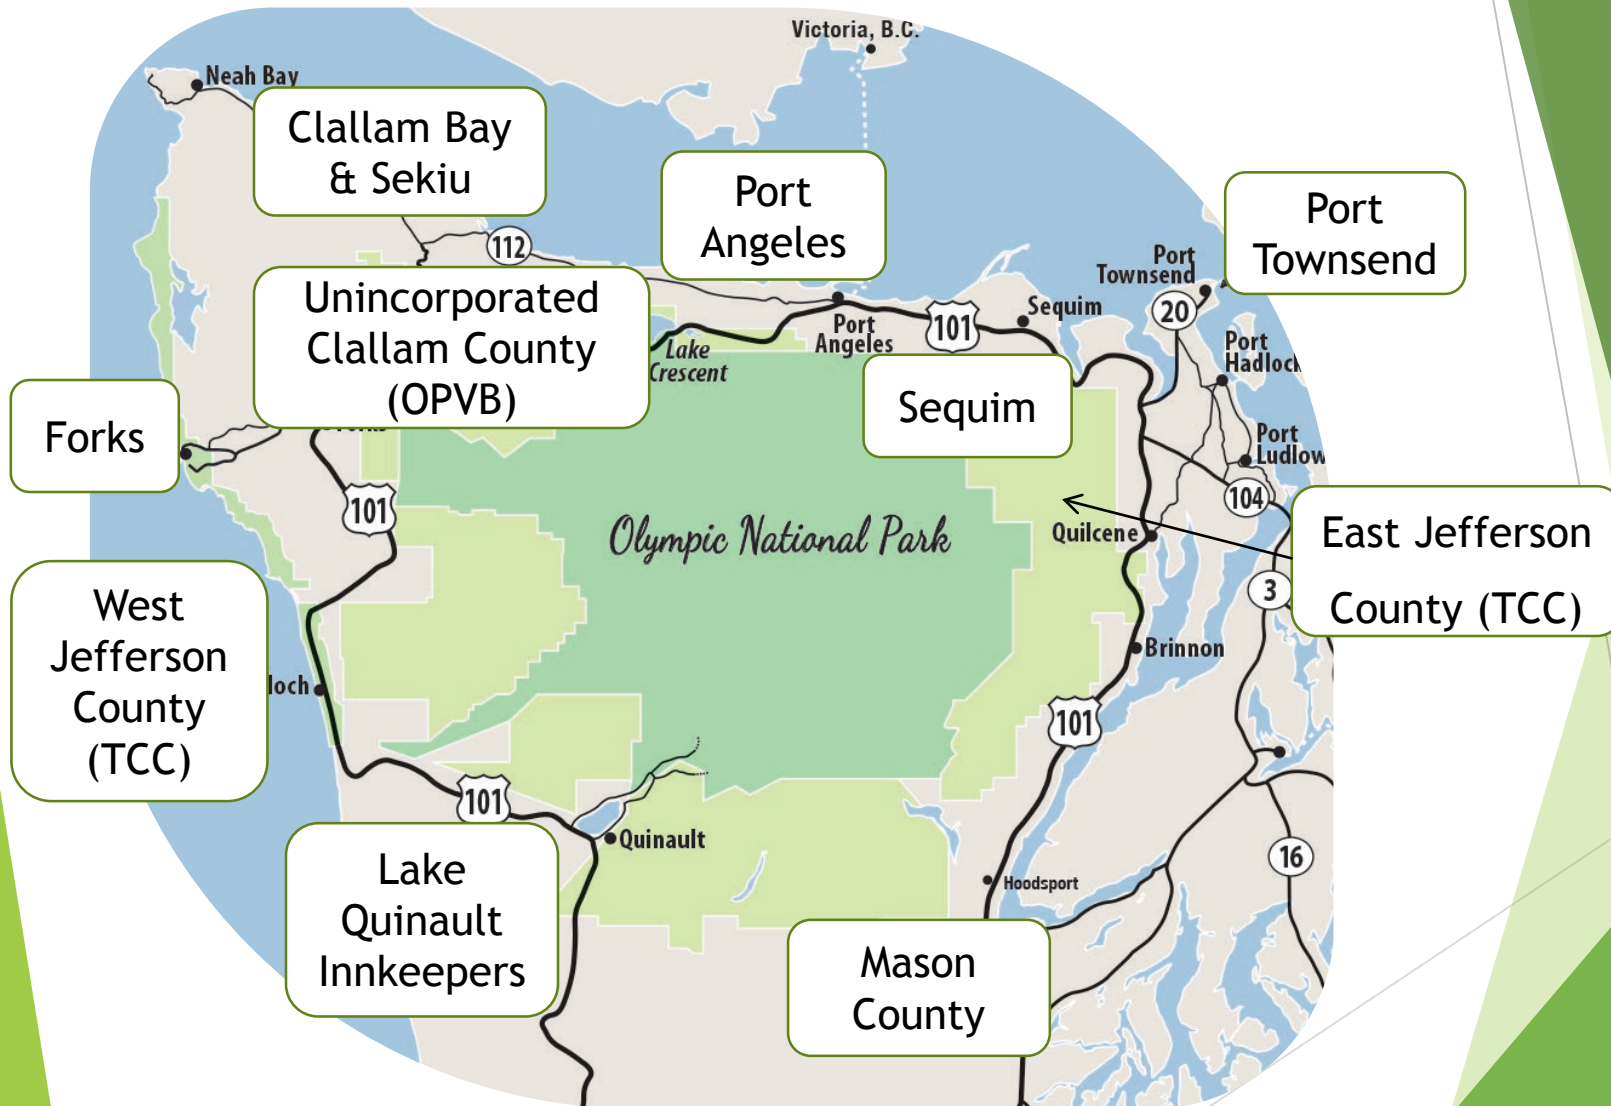 Victoria, B.C.
Neah Bay
Clallam Bay
& Sekiu
Port
Angeles
Port
Townsend
112
Port
Townsend
Unincorporated
Clallam County
(OPVB)
Sequim
20
101
Port
Angeles
Lake
Crescent
Port
Hadlock
Sequim
Forks
Port
Ludlow
101
104
Olympic National Park
Quilcene
East Jefferson
County (TCC)
3
West
Jefferson
County
(TCC)
Brinnon
loch
101
101
Quinault
16
Lake
Quinault
Innkeepers
Hoodsport
Mason
County